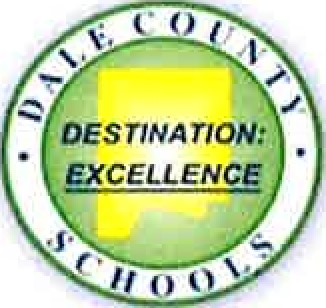 DALE COUNTY
DESTINATION:
EXCELLENCE
SCHOOLS